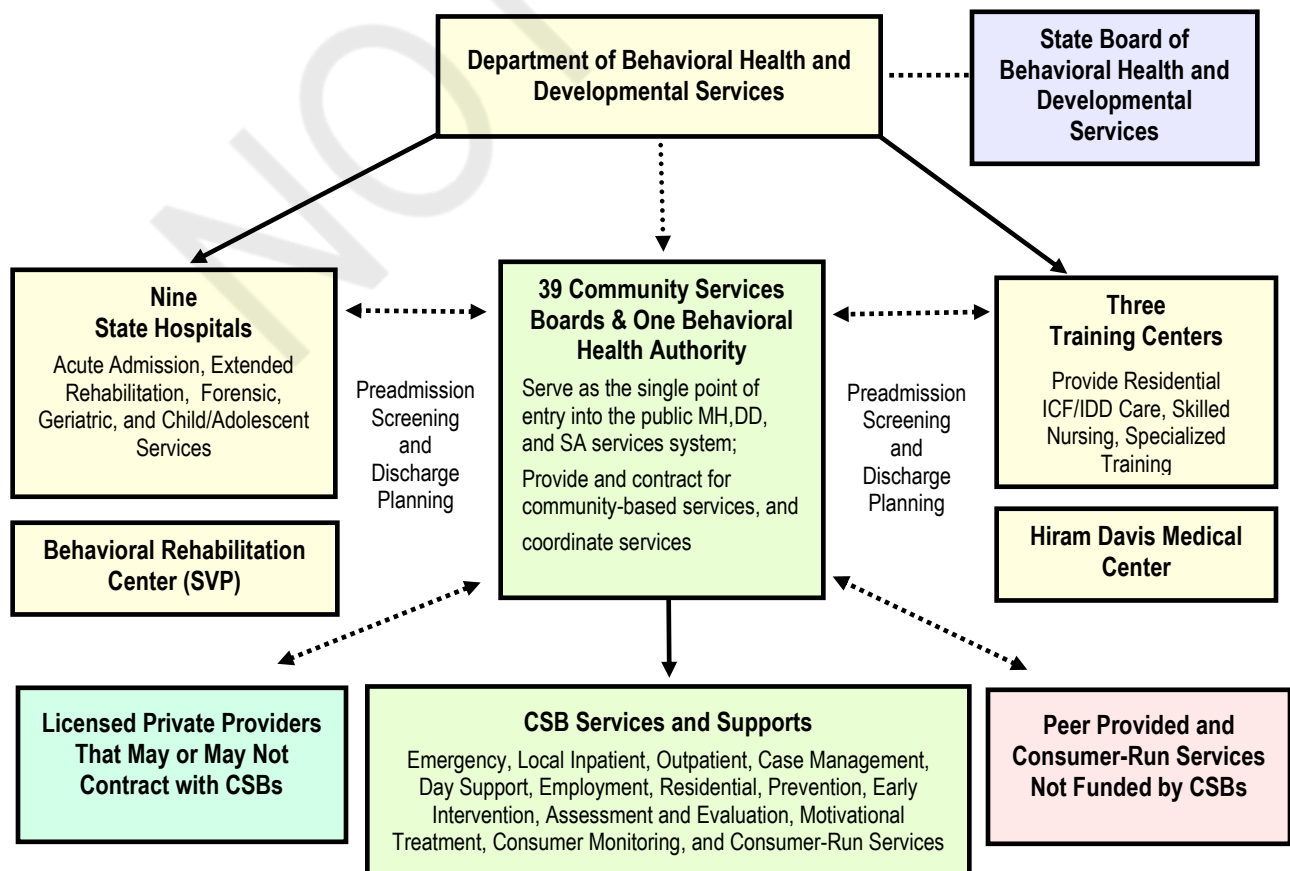 Department of Behavioral Health and
Developmental Services
State Board of
Behavioral Health and
Developmental
Services
Nine
State Hospitals
Acute Admission, Extended
Rehabilitation, Forensic,
Geriatric, and Child/Adolescent
Services
Preadmission
Screening
and
Discharge
Planning
39 Community Services
Boards & One Behavioral
Health Authority
Serve as the single point of
entry into the public MH,DD,
and SA services system;
Provide and contract for
community-based services, and
coordinate services
Preadmission
Screening
and
Discharge
Planning
Three
Training Centers
Provide Residential
ICF/IDD Care, Skilled
Nursing, Specialized
Training
Behavioral Rehabilitation
Center (SVP)
Hiram Davis Medical
Center
Licensed Private Providers
That May or May Not
Contract with CSBs
CSB Services and Supports
Emergency, Local Inpatient, Outpatient, Case Management,
Day Support, Employment, Residential, Prevention, Early
Intervention, Assessment and Evaluation, Motivational
Treatment, Consumer Monitoring, and Consumer-Run Services
Peer Provided and
Consumer-Run Services
Not Funded by CSBs
NO